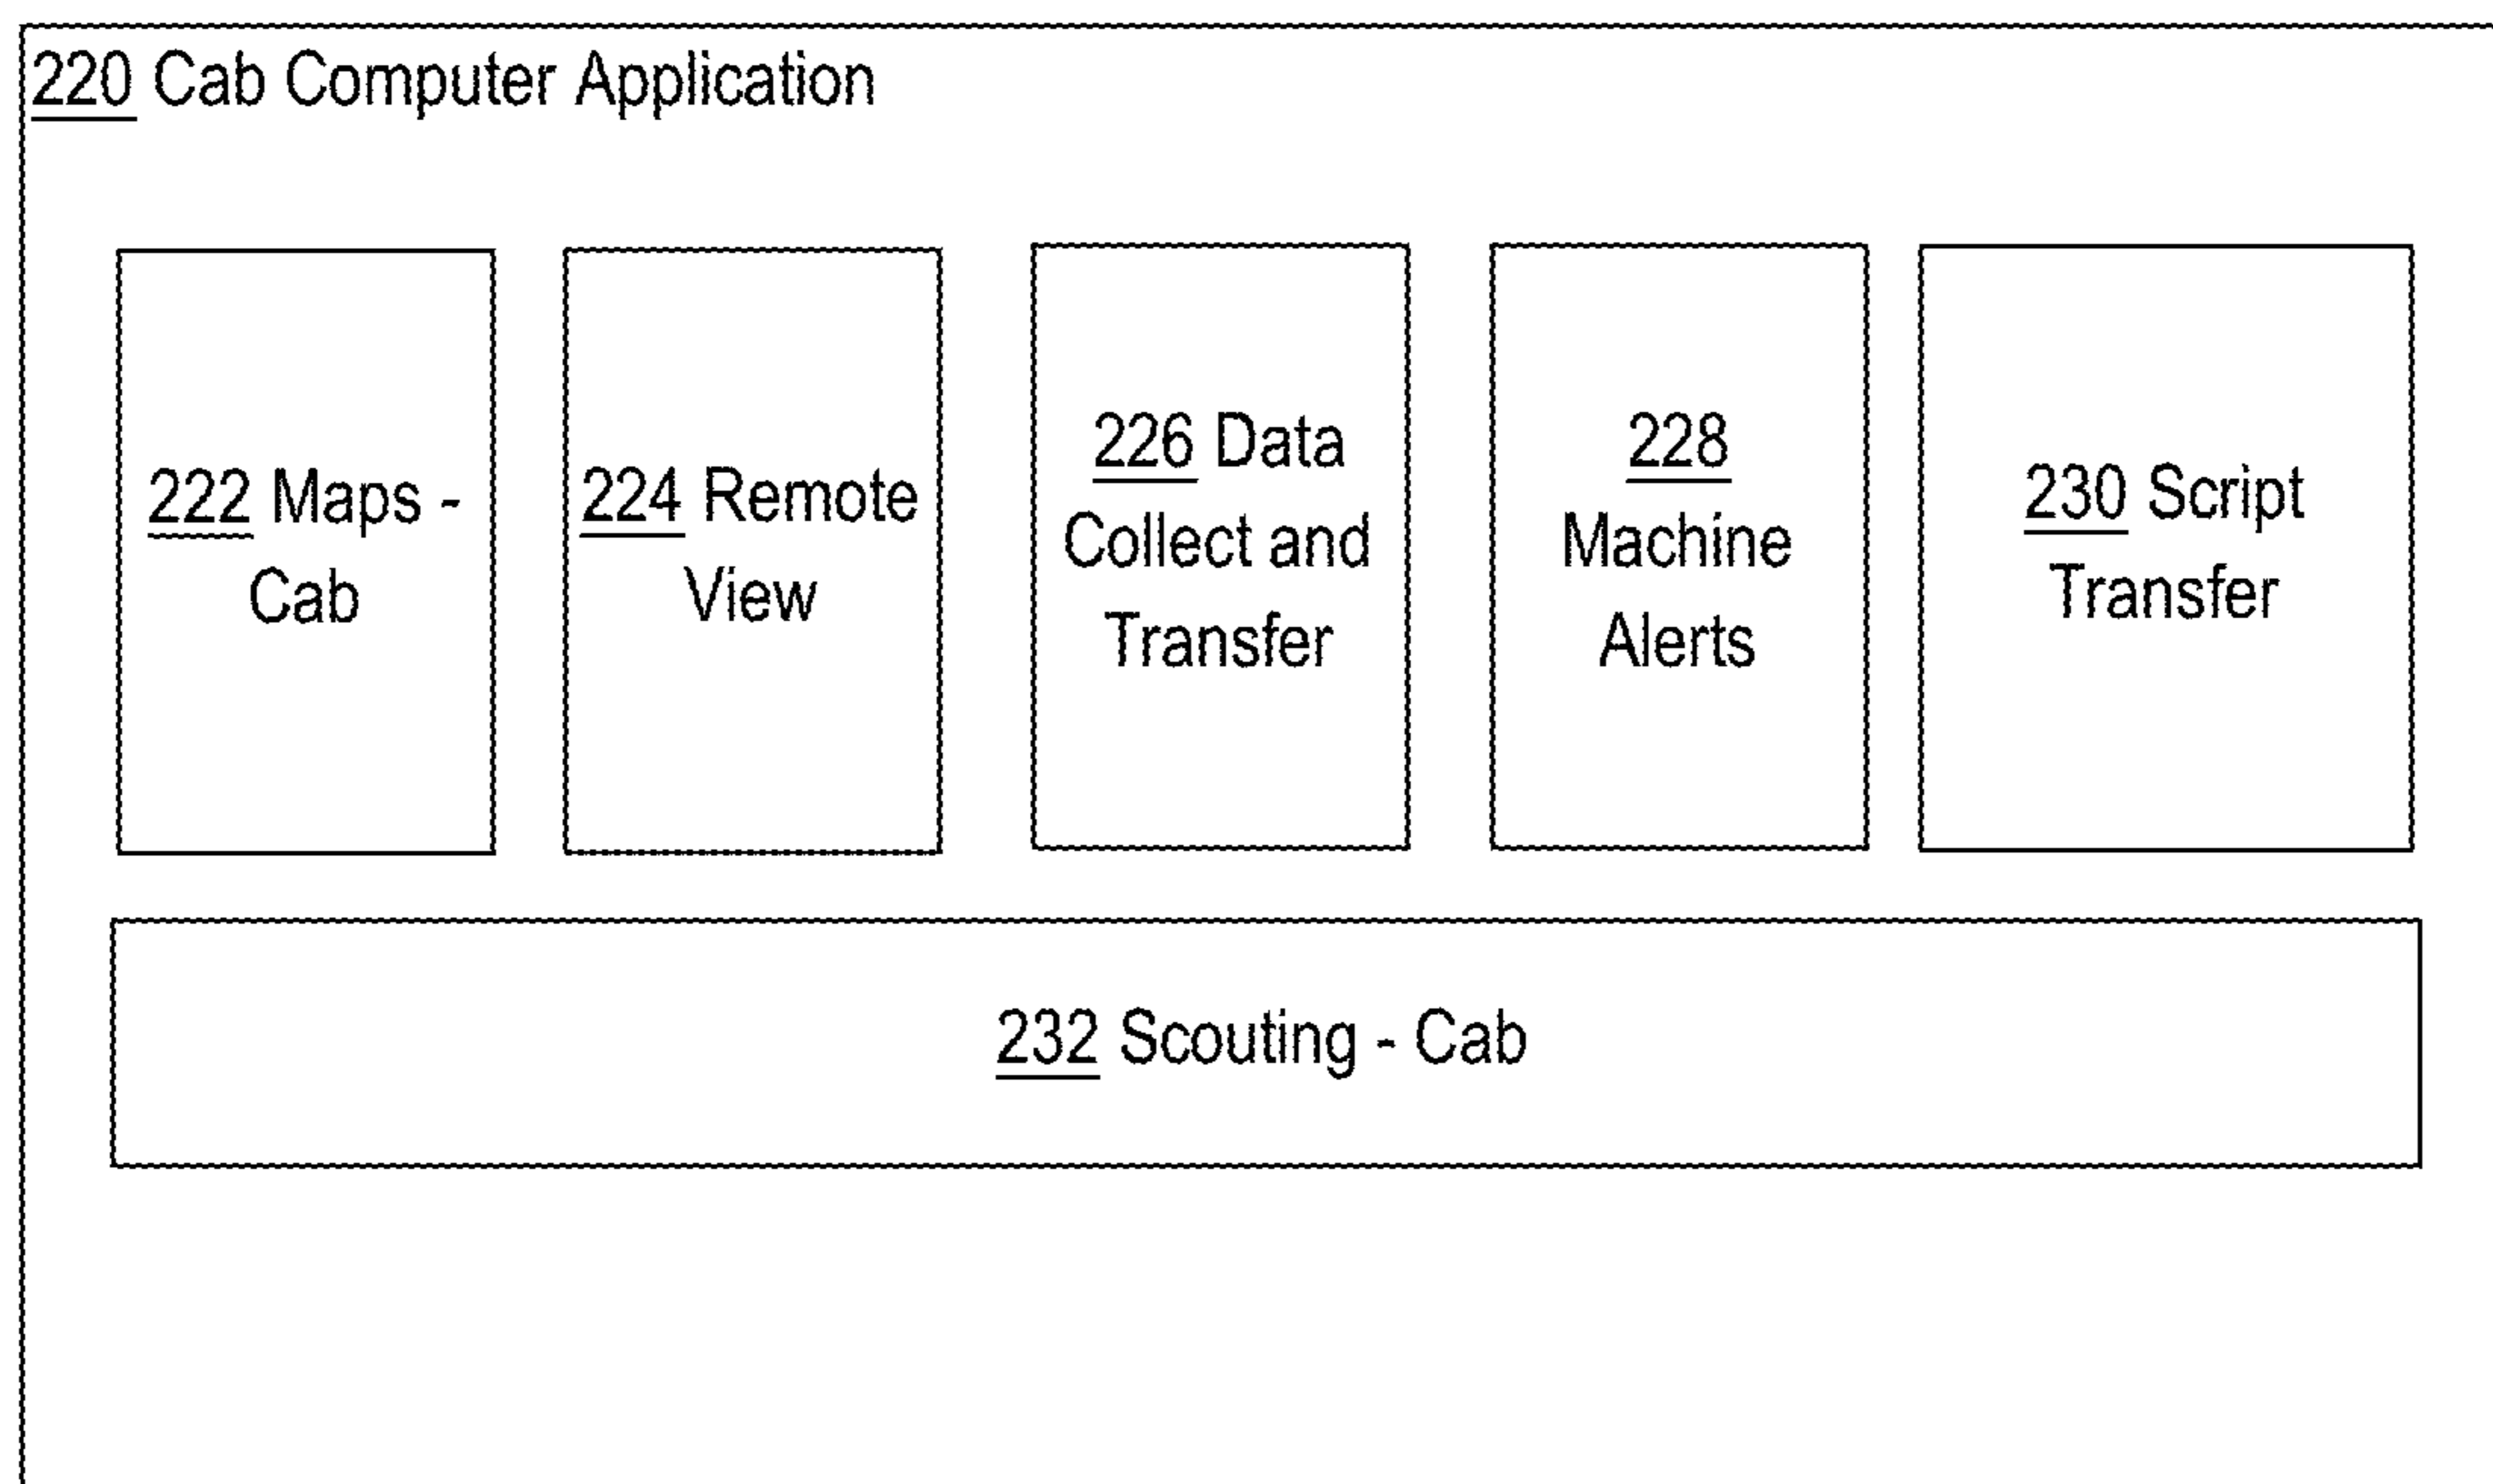 220 Cab Computer Application
222 Maps -
Cab
224 Remote
View
226 Data
Collect and
Transfer
228
Machine
Alerts
230 Script
Transfer
232 Scouting - Cab